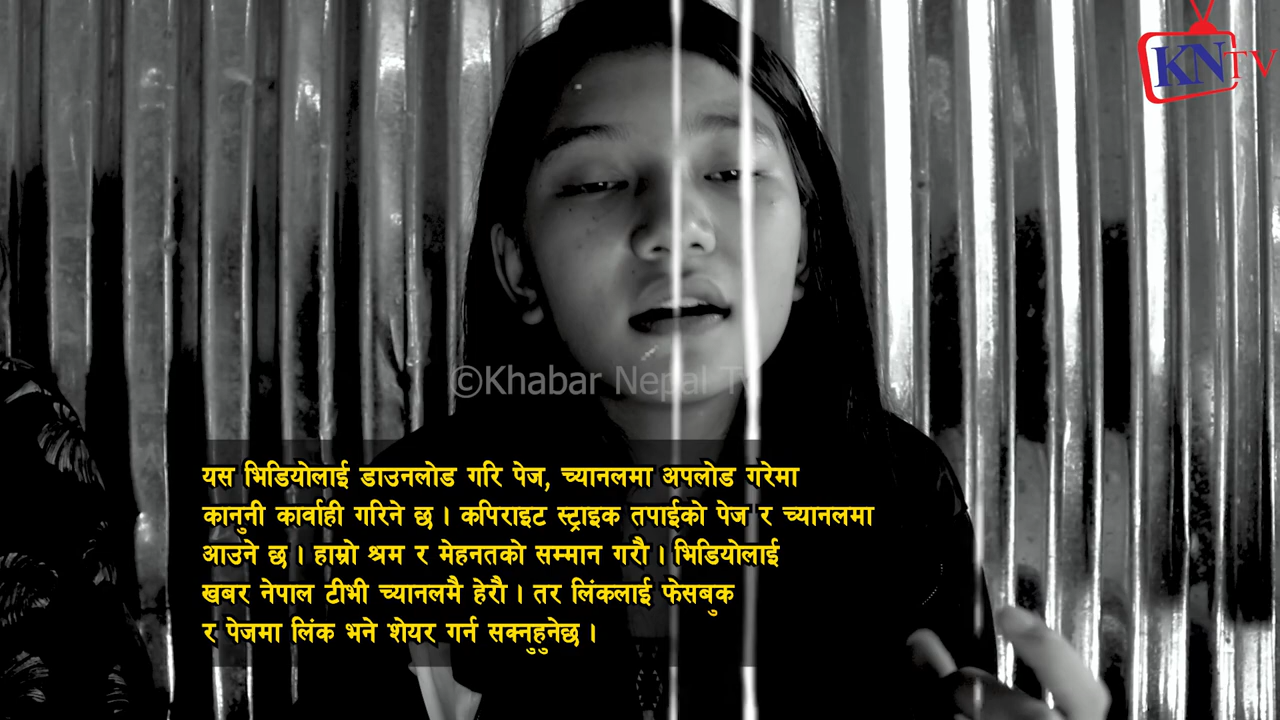 KNTV
©Khabar Nepal T
यस भिडियोलाई डाउनलोड गरि पेज, च्यानलमा अपलोड गरेमा
कानुनी कार्वाही गरिने छ । कपिराइट स्ट्राइक तपाईको पेज र च्यानलमा
आउने छ । हाम्रो श्रम र मेहनतको सम्मान गरौ । भिडियोलाई
खबर नेपाल टीभी च्यानलमै हेरौ । तर लिंकलाई फेसबुक
र पेजमा लिंक भने शेयर गर्न सक्नुहुनेछ ।